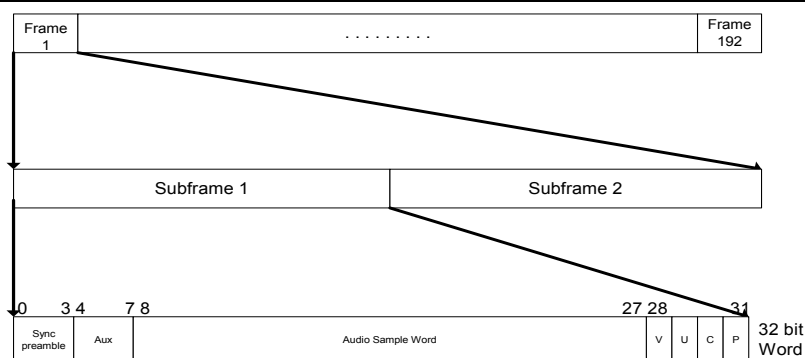 Frame
1
. . . . . . . . .
Frame
192
Subframe 1
Subframe 2
0 3 4 7 8 27 28 31
Sync
preamble
Aux
Audio Sample Word
V
U
C
P
32 bit
Word